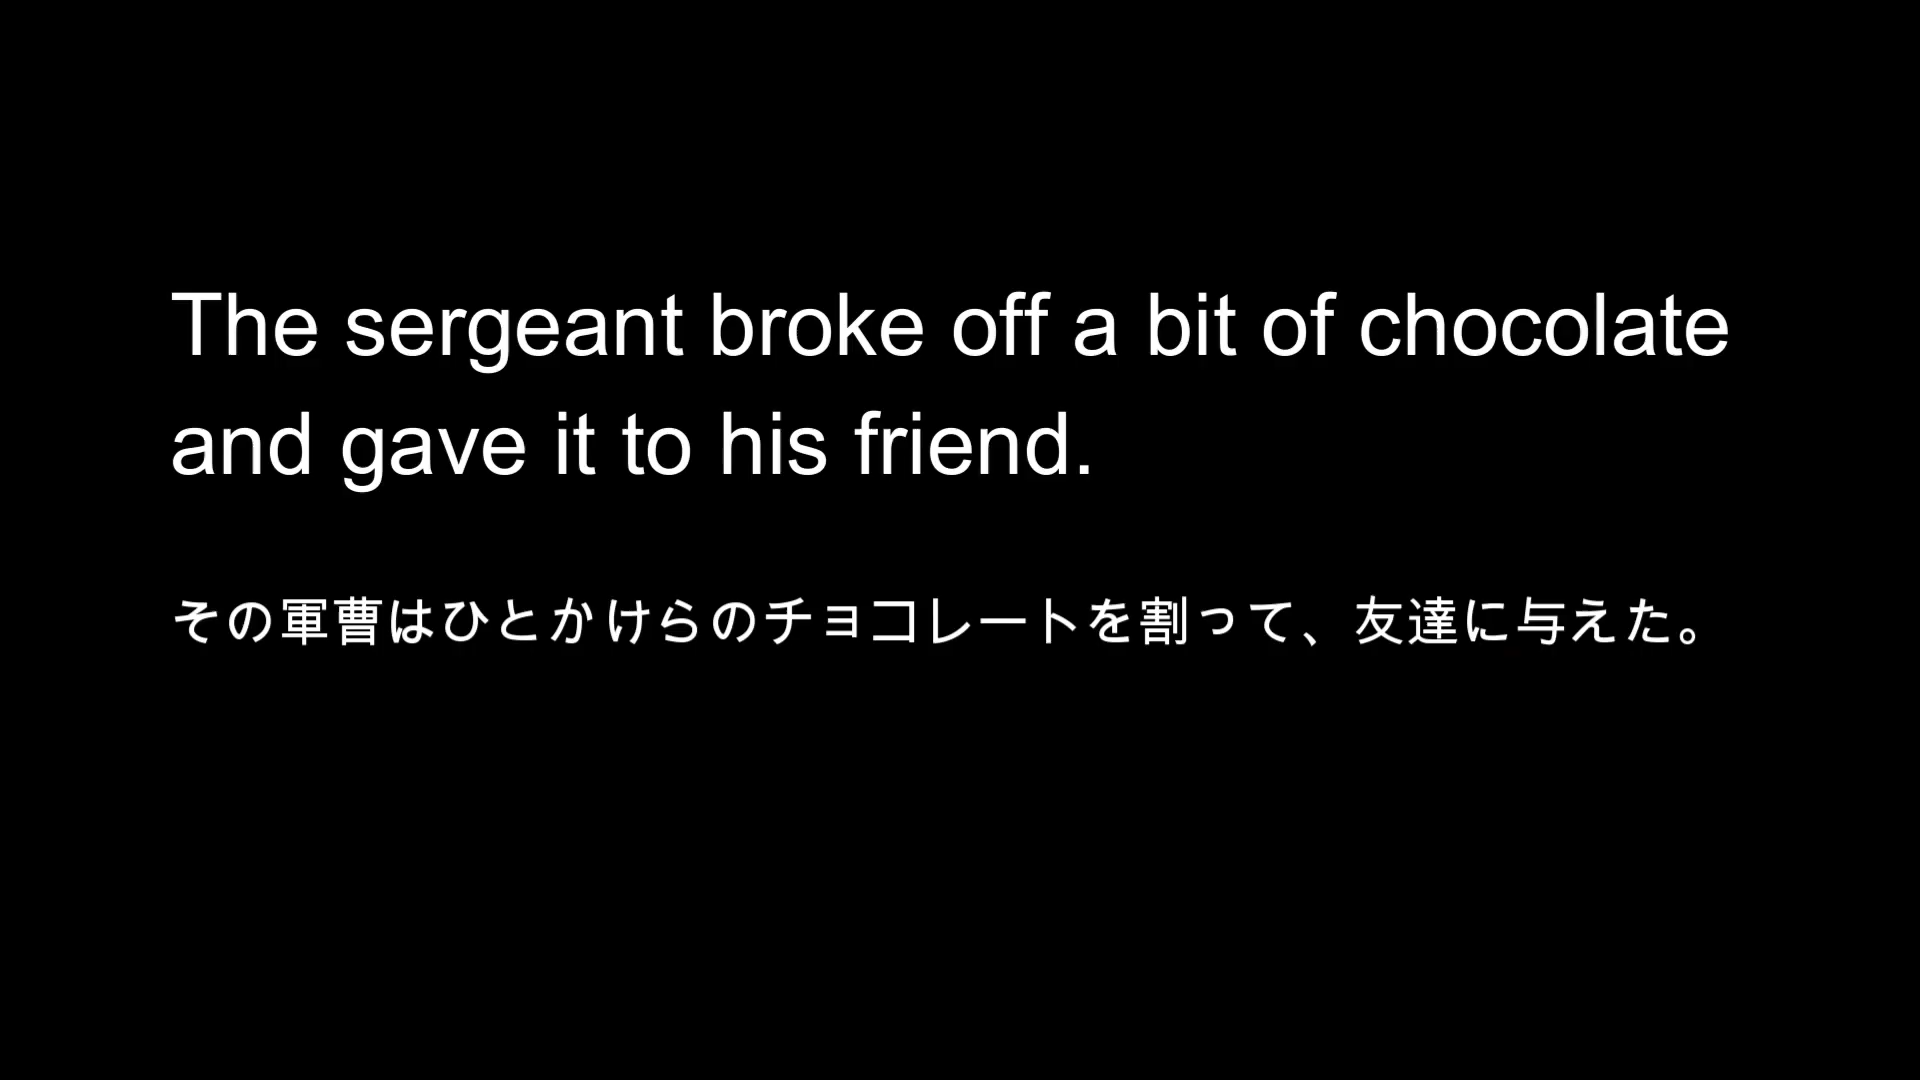 The sergeant broke off a bit of chocolate
and gave it to his friend.
その軍曹はひとかけらのチョコレートを割って、友達に与えた。